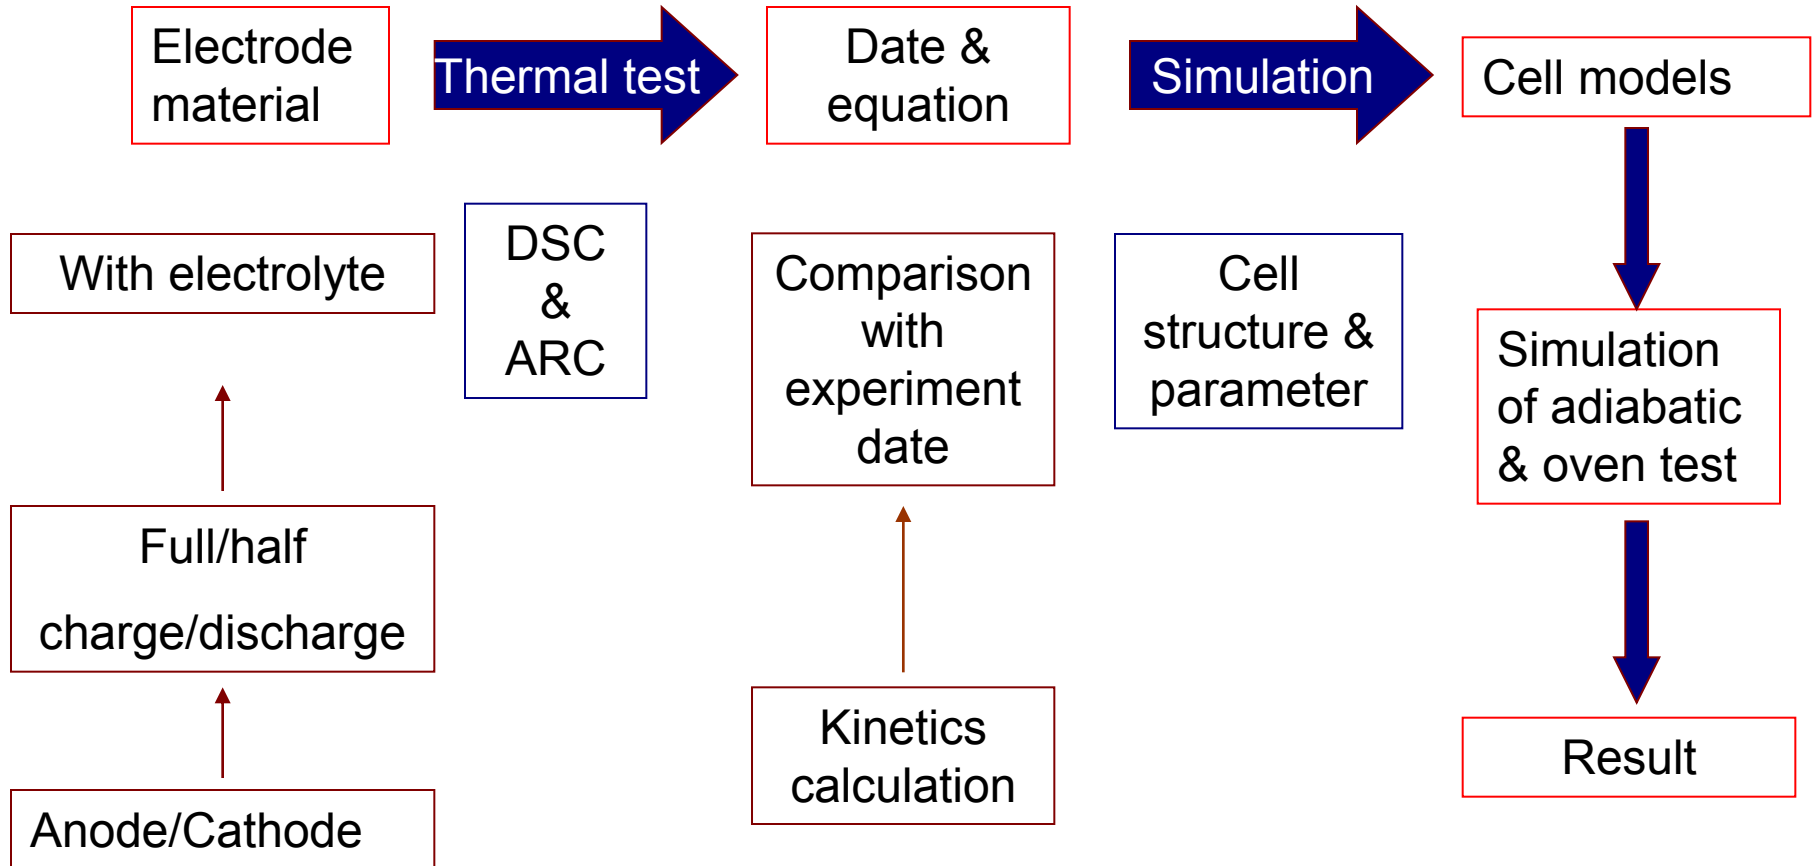 Electrode
material
Thermal test
Date &
equation
Simulation
Cell models
With electrolyte
DSC
&
ARC
Comparison
with
experiment
date
Cell
structure &
parameter
Simulation
of adiabatic
& oven test
Full/half
charge/discharge
Kinetics
calculation
Result
Anode/Cathode